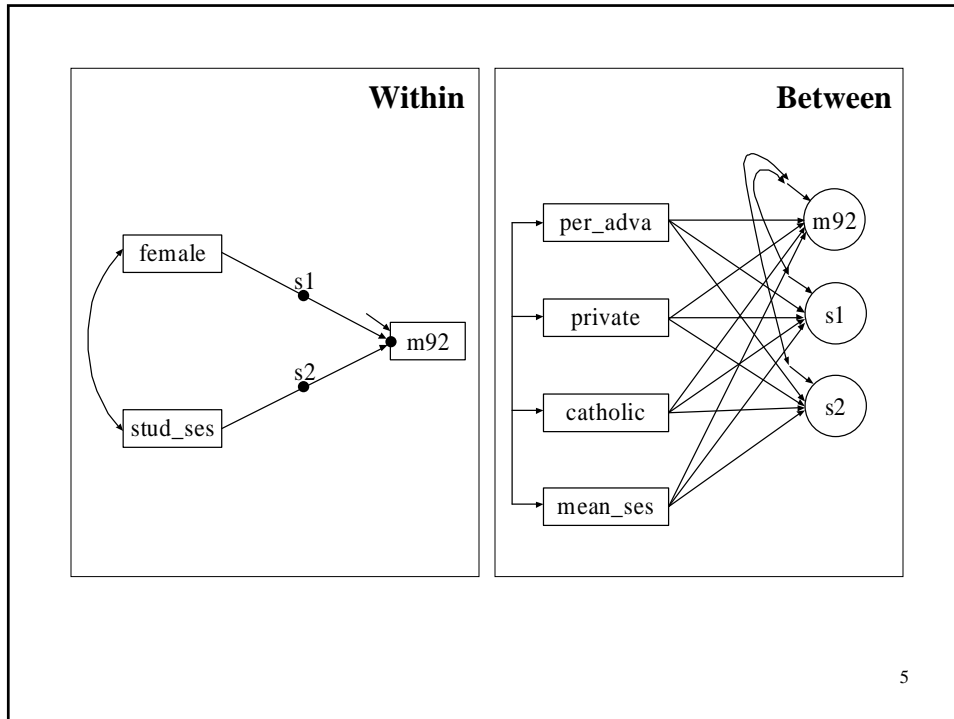 Within
female
s1
m92
s2
stud_ses
Between
per_adva
private
catholic
mean_ses
m92
s1
s2
5